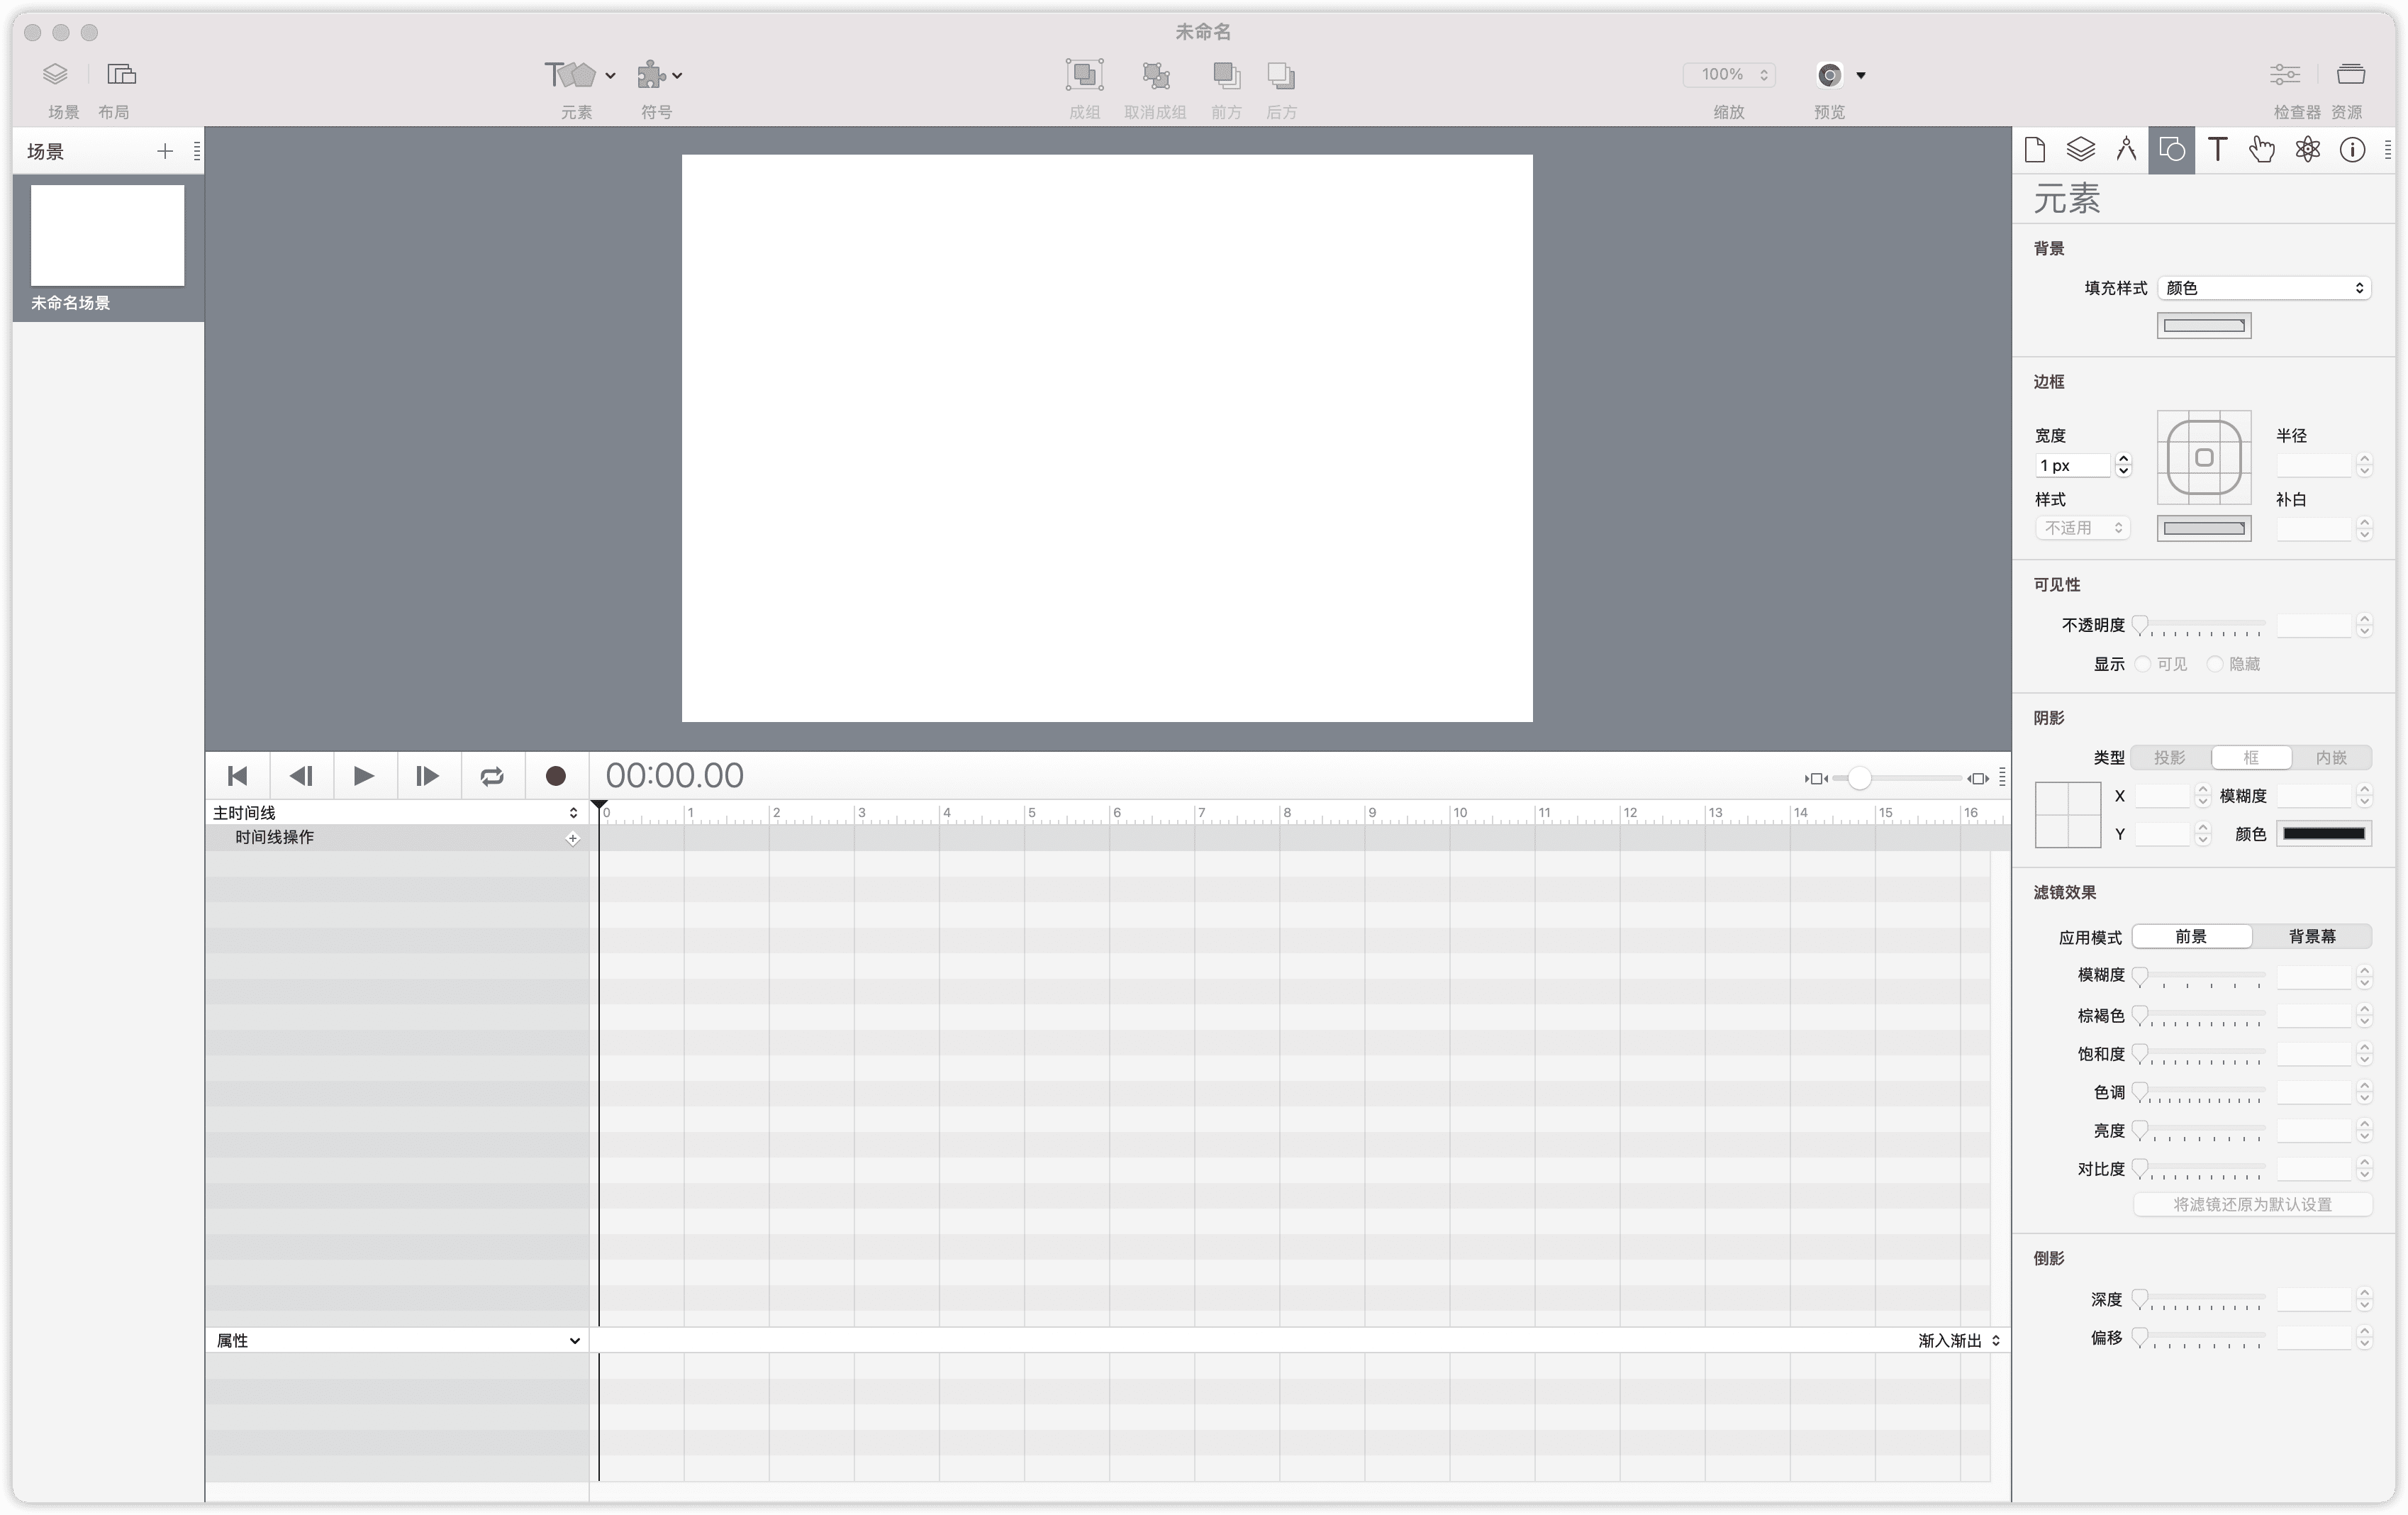 未命名
场景 布局 元素 符号 成组 取消成组 前方 后方 100% 缩放 预览 检查器 资源
场景
未命名场景
元素
背景
填充样式 颜色
边框
宽度 半径
1 px
样式 补白
不适用
可见性
不透明度
显示 可见 隐藏
阴影
类型 投影 框 内嵌
X 模糊度
Y 颜色
滤镜效果
应用模式 前景 背景幕
模糊度
棕褐色
饱和度
色调
亮度
对比度
将滤镜还原为默认设置
倒影
深度
偏移
00:00.00
主时间线 0 1 2 3 4 5 6 7 8 9 10 11 12 13 14 15 16
时间线操作
属性 渐入渐出